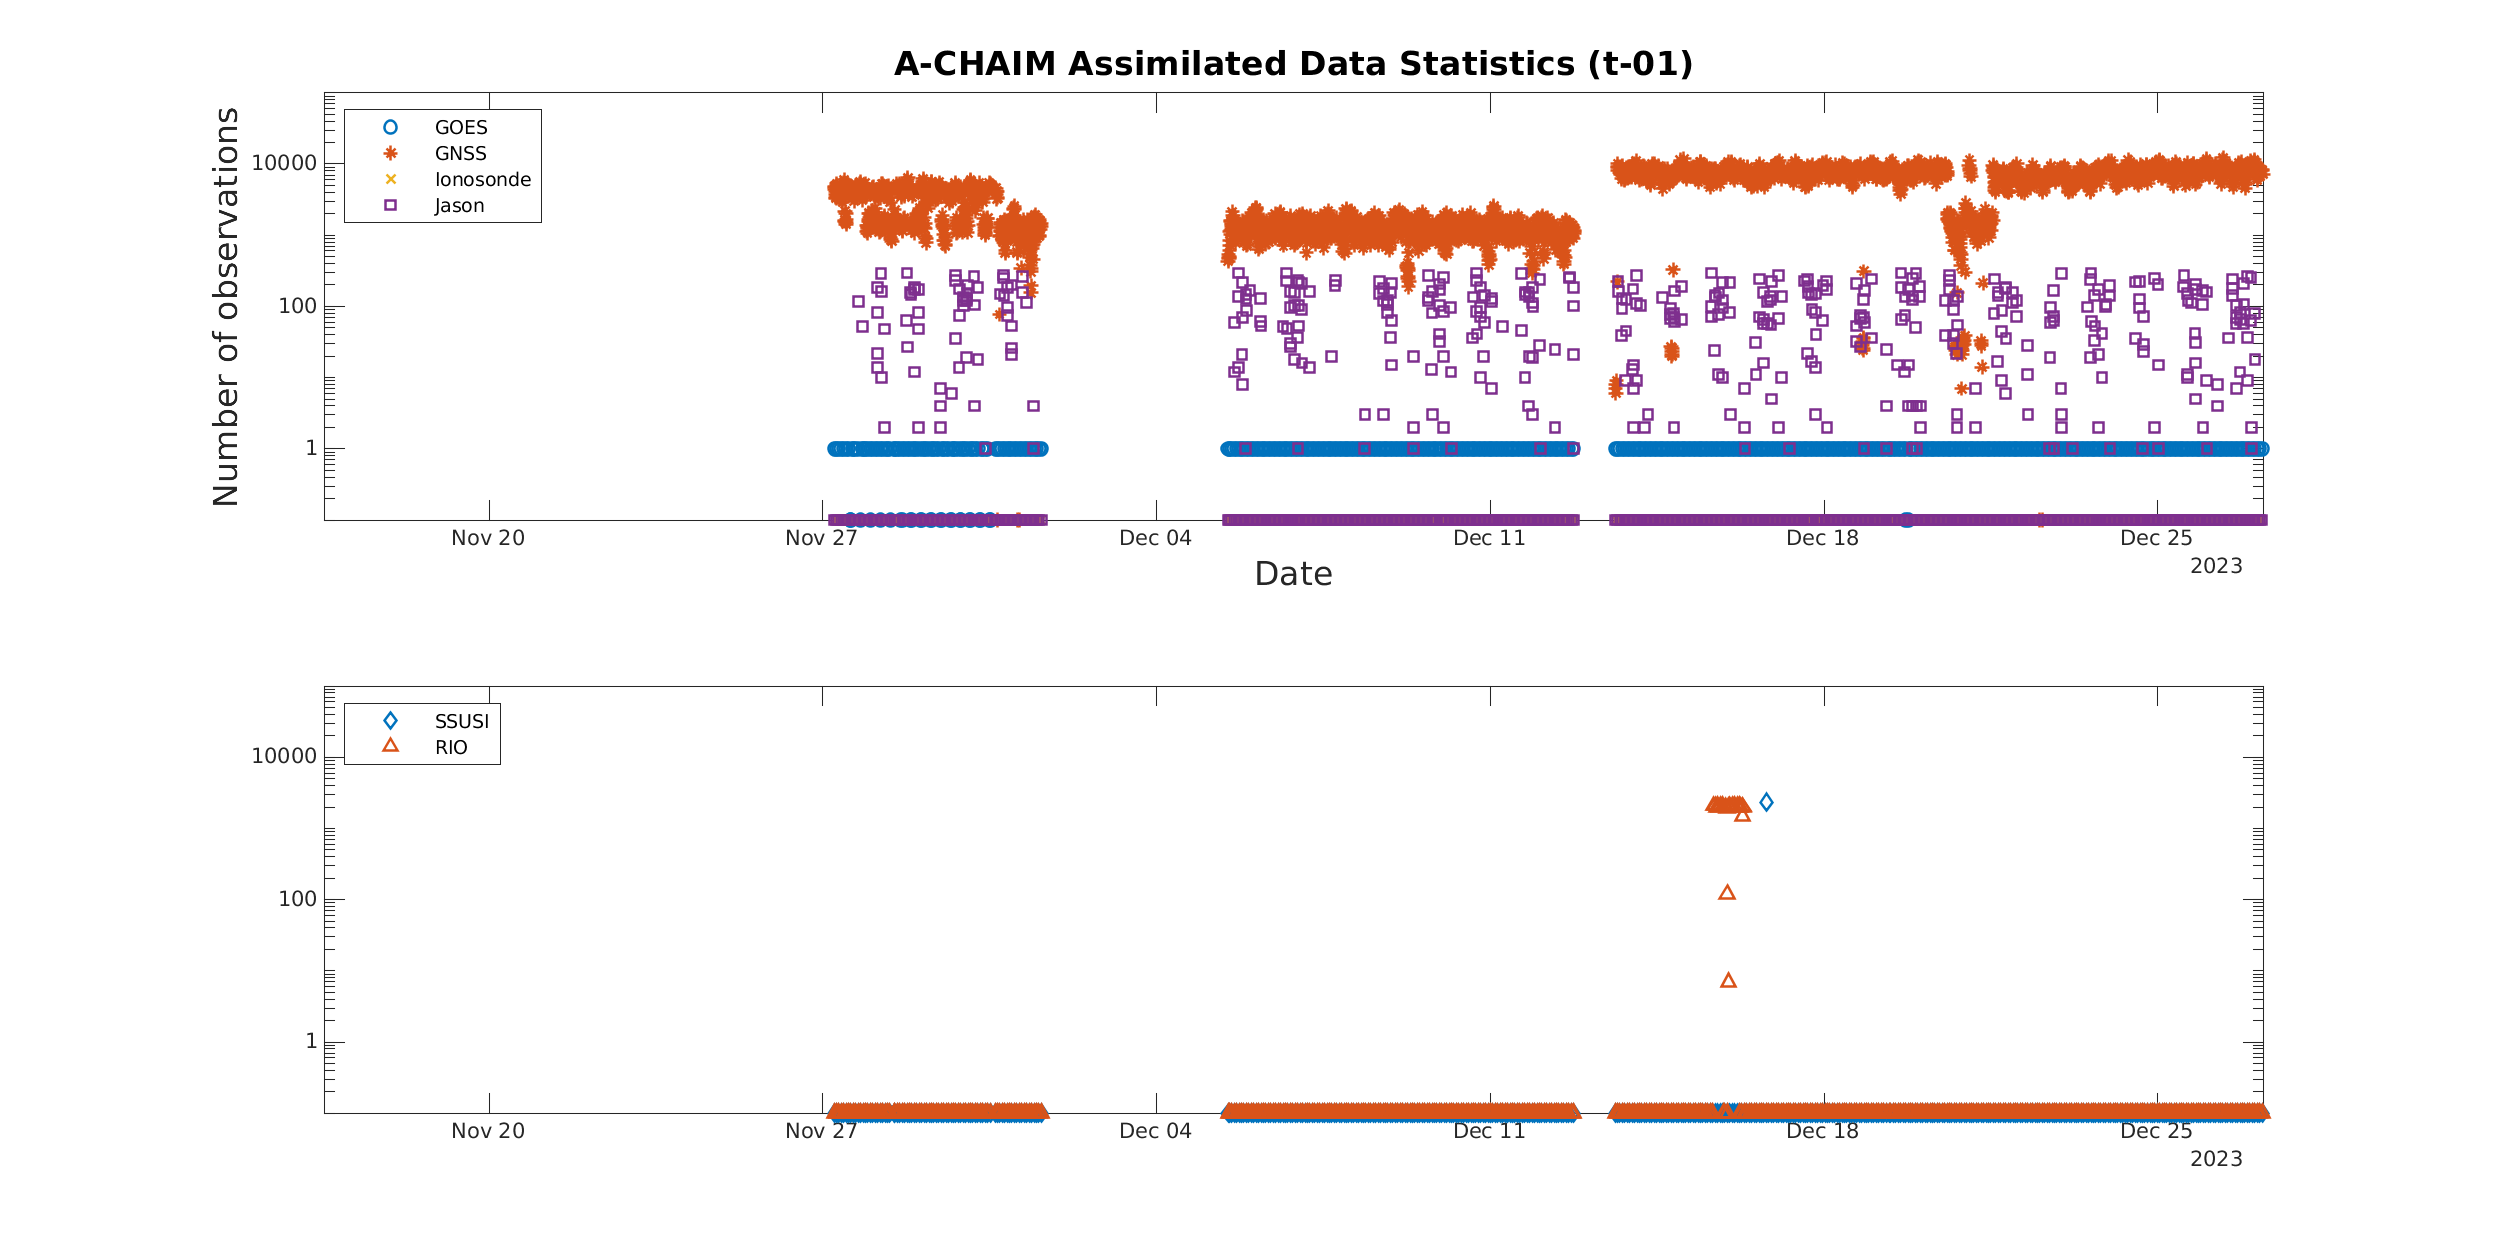 A-CHAIM Assimilated Data Statistics (t-01)
Number of observations
10000
100
1
GOES
GNSS
Ionosonde
Jason
Nov 20
Nov 27
Dec 04
Dec 11
Dec 18
Dec 25
2023
Date
10000
100
1
SSUSI
RIO
Nov 20
Nov 27
Dec 04
Dec 11
Dec 18
Dec 25
2023